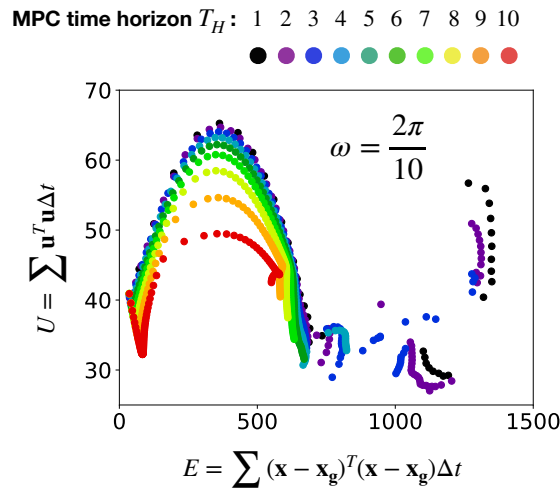 MPC time horizon T_H : 1 2 3 4 5 6 7 8 9 10
70
60
50
40
30
0 500 1000 1500
ω = 2π/10
U = ∑ u^T uΔt
E = ∑ (x − x_g)^T (x − x_g)Δt